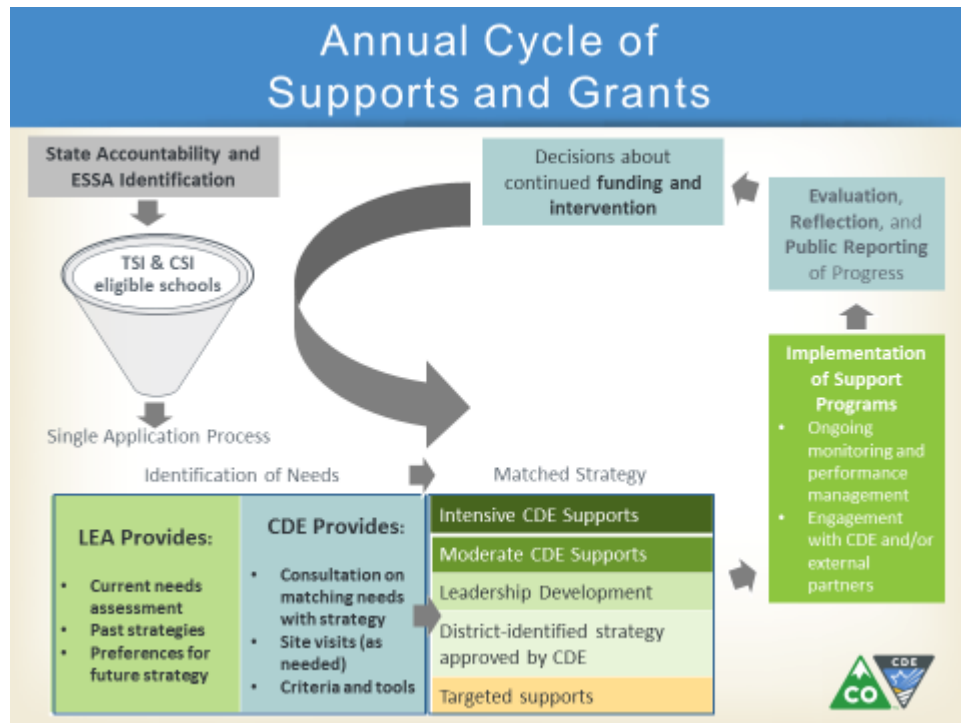 Annual Cycle of
Supports and Grants
State Accountability and
ESSA Identification
TSI & CSI
eligible schools
Single Application Process
Decisions about
continued funding and
intervention
Evaluation,
Reflection, and
Public Reporting
of Progress
Implementation
of Support
Programs
• Ongoing
monitoring and
performance
management
• Engagement
with CDE and/or
external
partners
Identification of Needs
Matched Strategy
LEA Provides:
• Current needs
assessment
• Past strategies
• Preferences for
future strategy
CDE Provides:
• Consultation on
matching needs
with strategy
• Site visits (as
needed)
• Criteria and tools
Intensive CDE Supports
Moderate CDE Supports
Leadership Development
District-identified strategy
approved by CDE
Targeted supports
CO
CDE